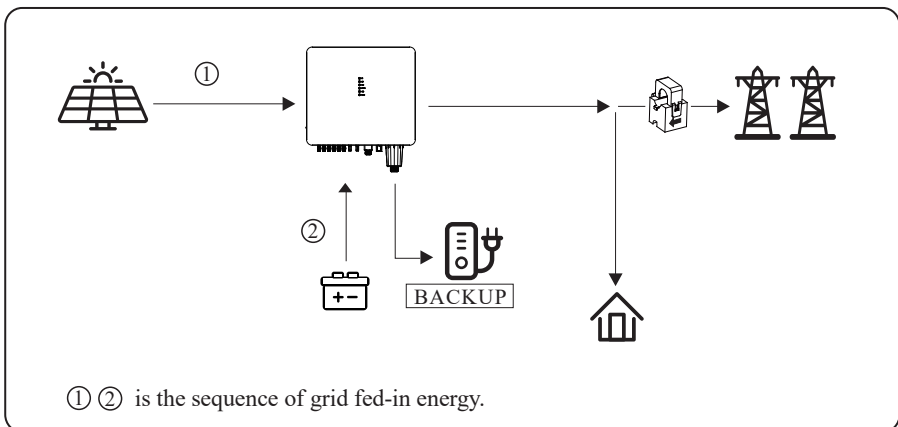 ①
②
+-
BACKUP
① ② is the sequence of grid fed-in energy.